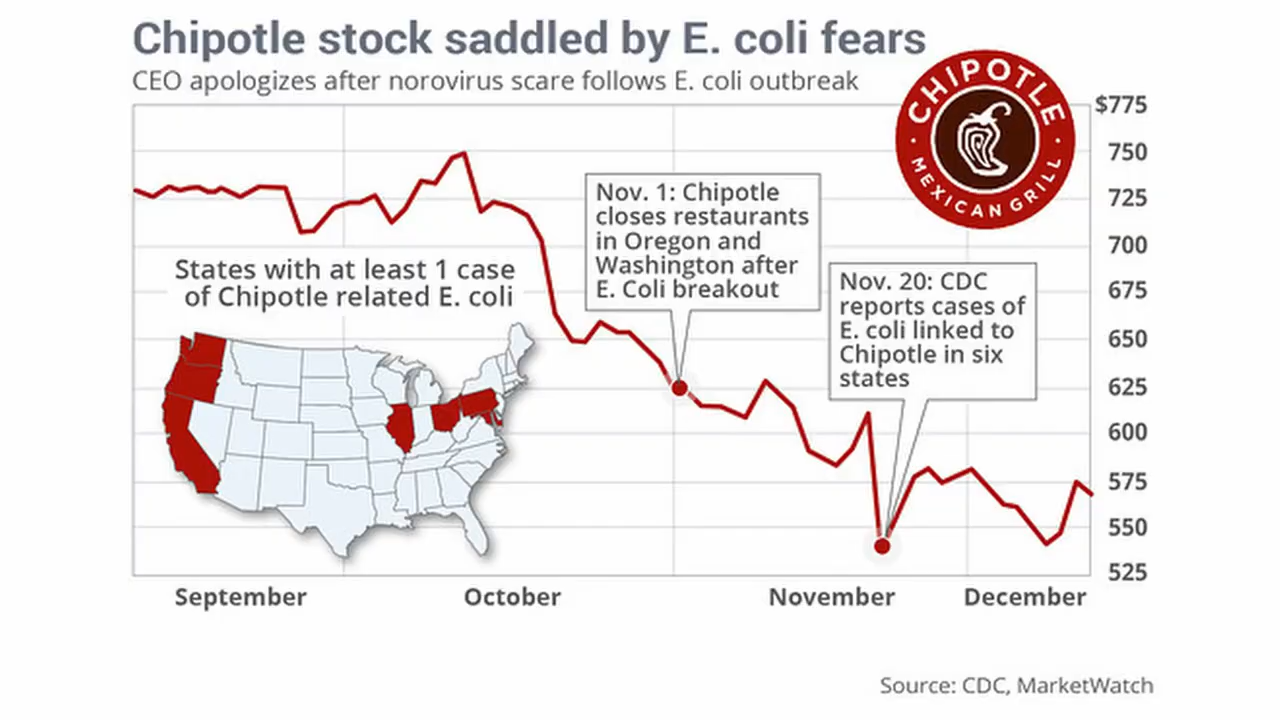 Chipotle stock saddled by E. coli fears
CEO apologizes after norovirus scare follows E. coli outbreak
CHIPOTLE
MEXICAN GRILL
$775
750
725
700
675
650
625
600
575
550
525
Nov. 1: Chipotle
closes restaurants
in Oregon and
Washington after
E. Coli breakout
Nov. 20: CDC
reports cases of
E. coli linked to
Chipotle in six
states
States with at least 1 case
of Chipotle related E. coli
September
October
November
December
Source: CDC, MarketWatch